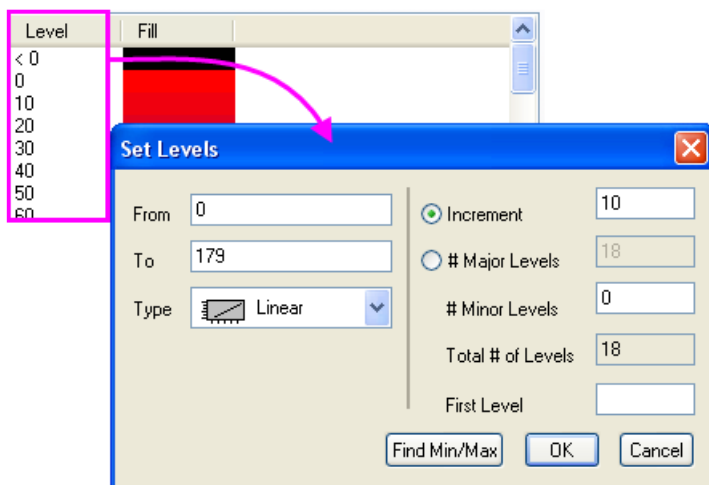 Level Fill
< 0
0
10
20
30
40
50
60
Set Levels
From 0
To 179
Type Linear
Increment 10
# Major Levels 18
# Minor Levels 0
Total # of Levels 18
First Level
Find Min/Max OK Cancel